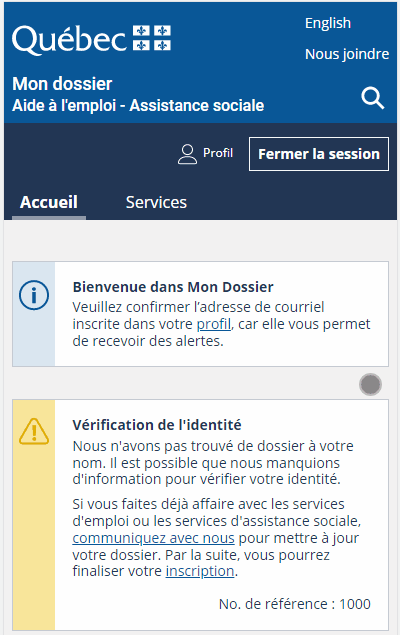 Québec
English
Nous joindre
Mon dossier
Aide à l'emploi - Assistance sociale
Profil
Fermer la session
Accueil
Services
Bienvenue dans Mon Dossier
Veuillez confirmer l'adresse de courriel
inscrite dans votre profil, car elle vous permet
de recevoir des alertes.
Vérification de l'identité
Nous n'avons pas trouvé de dossier à votre
nom. Il est possible que nous manquions
d'information pour vérifier votre identité.
Si vous faites déjà affaire avec les services
d'emploi ou les services d'assistance sociale,
communiquez avec nous pour mettre à jour
votre dossier. Par la suite, vous pourrez
finaliser votre inscription.
No. de référence : 1000